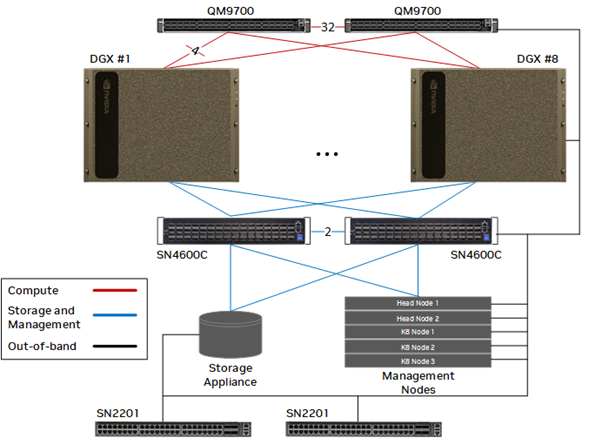 QM9700
QM9700
32
4
DGX #1
DGX #8
NVIDIA
NVIDIA
...
2
SN4600C
SN4600C
Compute
Storage and
Management
Out-of-band
Head Node 1
Head Node 2
K8 Node 1
K8 Node 2
K8 Node 3
Storage
Appliance
Management
Nodes
SN2201
SN2201